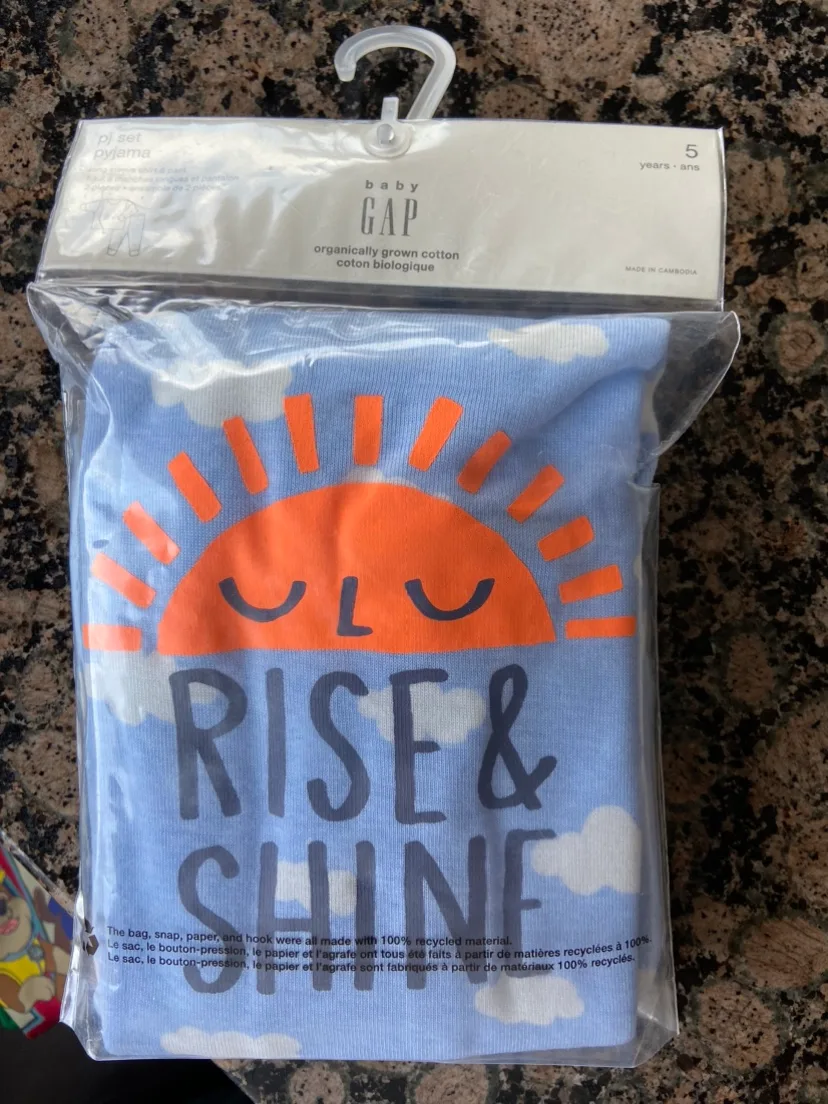 pj set
pyjama
5
years · ans
baby
GAP
organically grown cotton
coton biologique
MADE IN CAMBODIA
RISE &
SHINE
The bag, snap, paper, and hook were all made with 100% recycled material.
Le sac, le bouton-pression, le papier et l'agrafe ont tous été faits à partir de matières recyclées à 100%.
Le sac, le bouton-pression, le papier et l'agrafe sont fabriqués à partir de matériaux 100% recyclés.